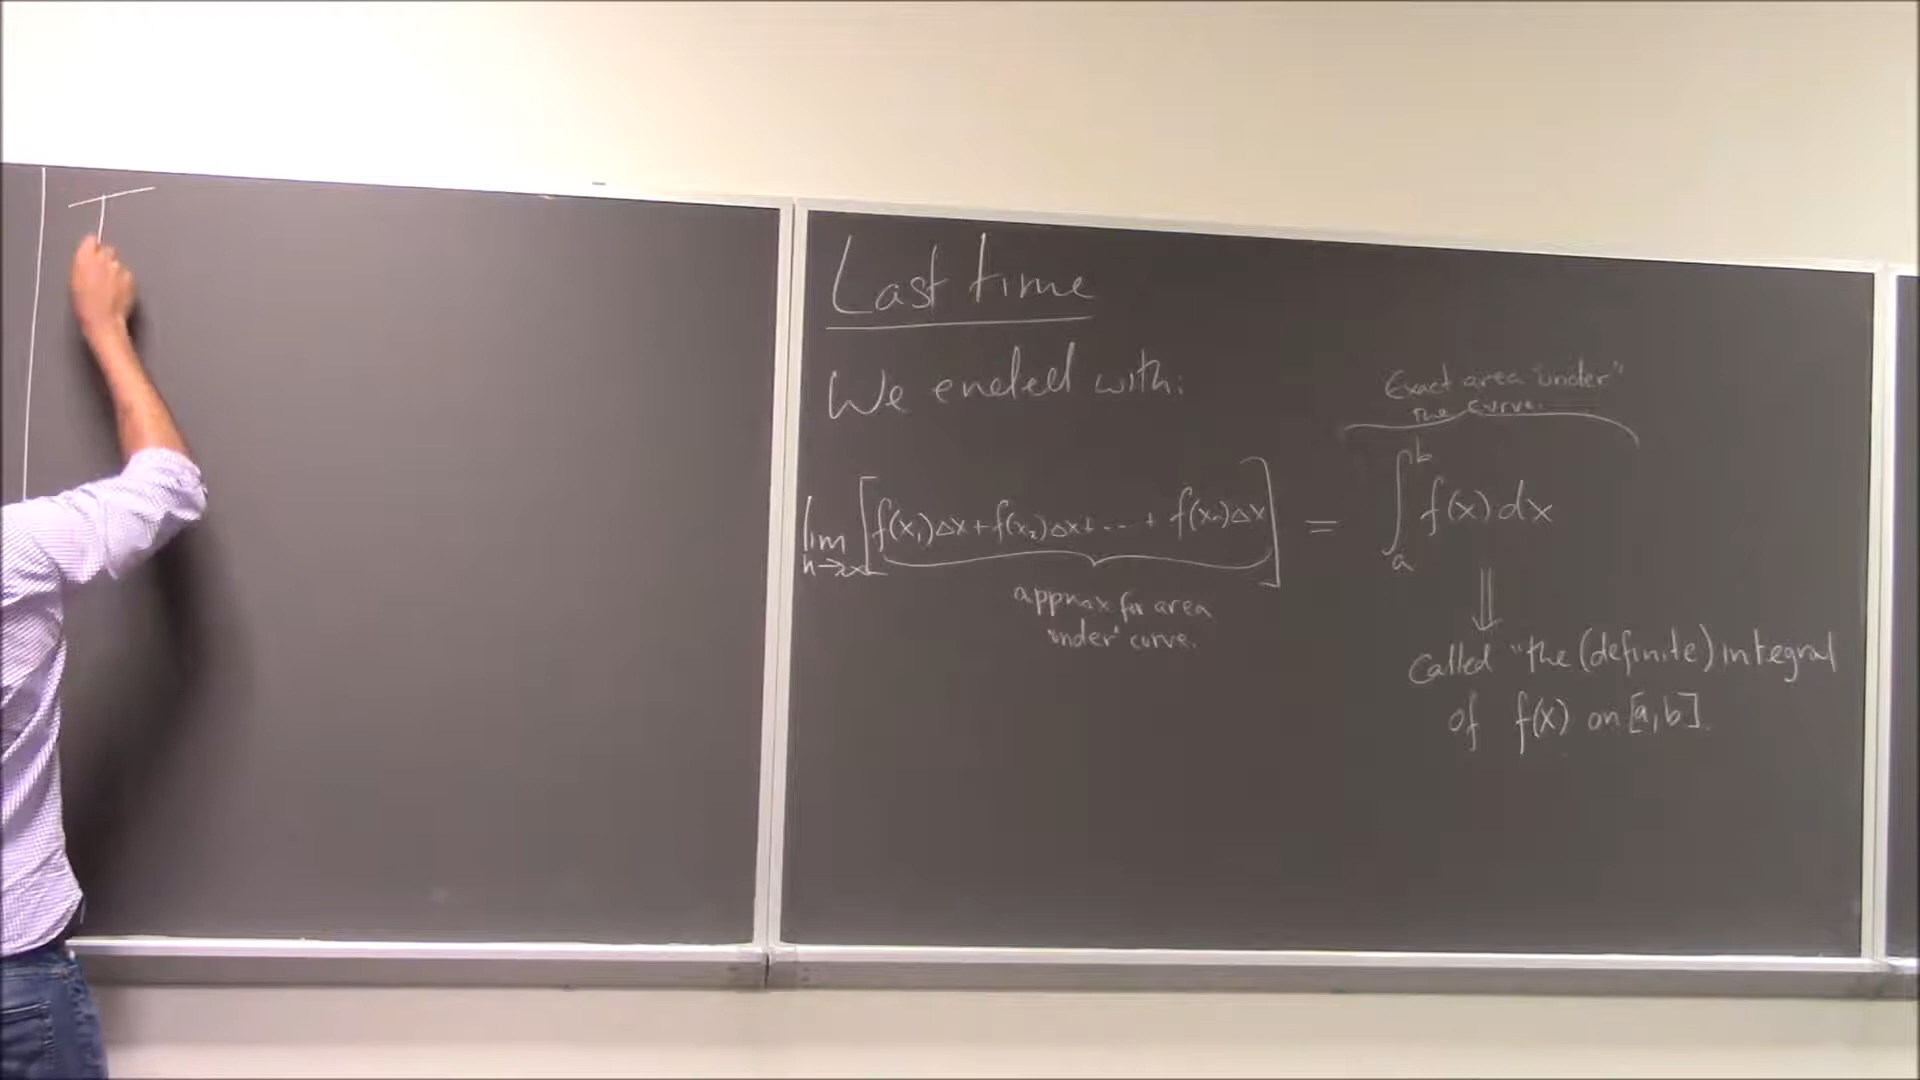 T
Last time
We ended with:
Exact area "under"
the curve.
lim n→∞ [f(x₁)Δx+f(x₂)Δx+ --- + f(xₙ)Δx] = ∫ₐᵇ f(x)dx
approx for area
"under" curve.
⇓
Called "the (definite) integral
of f(x) on [a,b].